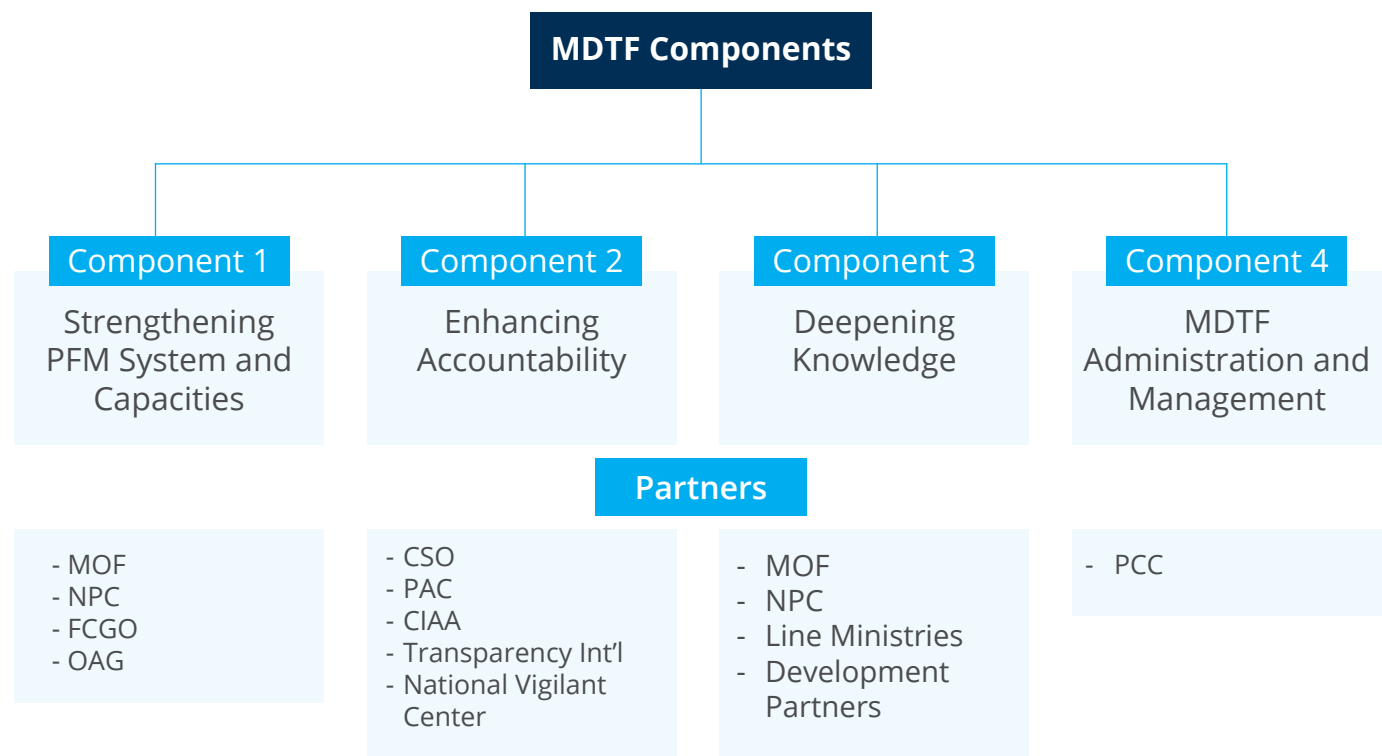 MDTF Components
Component 1
Strengthening
PFM System and
Capacities
Component 2
Enhancing
Accountability
Component 3
Deepening
Knowledge
Component 4
MDTF
Administration and
Management
Partners
- MOF
- NPC
- FCGO
- OAG
- CSO
- PAC
- CIAA
- Transparency Int’l
- National Vigilant
Center
- MOF
- NPC
- Line Ministries
- Development
Partners
- PCC